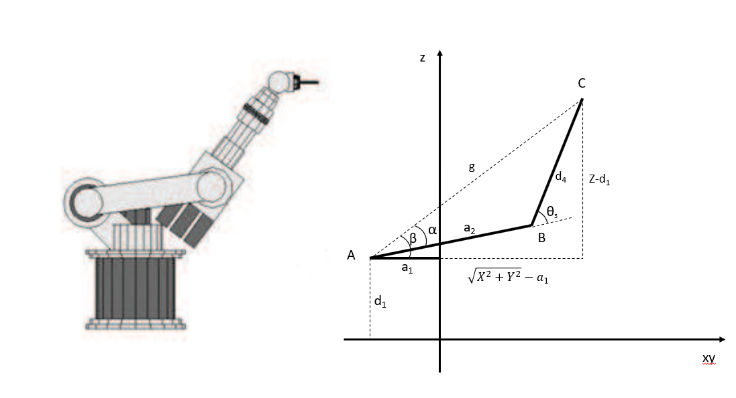 z
C
g
d₄
Z-d₁
θ₃
α
β
a₂
B
A
a₁
√X² + Y² − a₁
d₁
xy